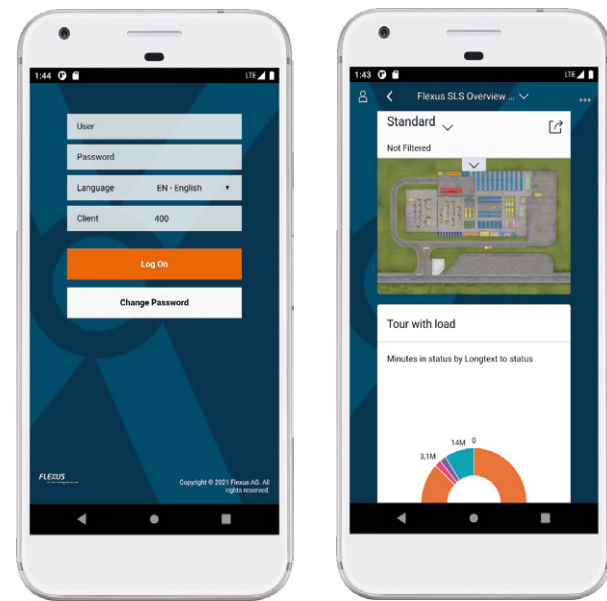 1:44
LTE
User
Password
Language EN - English
Client 400
Log On
Change Password
FLEXUS
Copyright © 2021 Flexus AG. All
rights reserved.
1:43
LTE
Flexus SLS Overview ...
Standard
Not Filtered
Tour with load
Minutes in status by Longtext to status
14M 0
3,1M